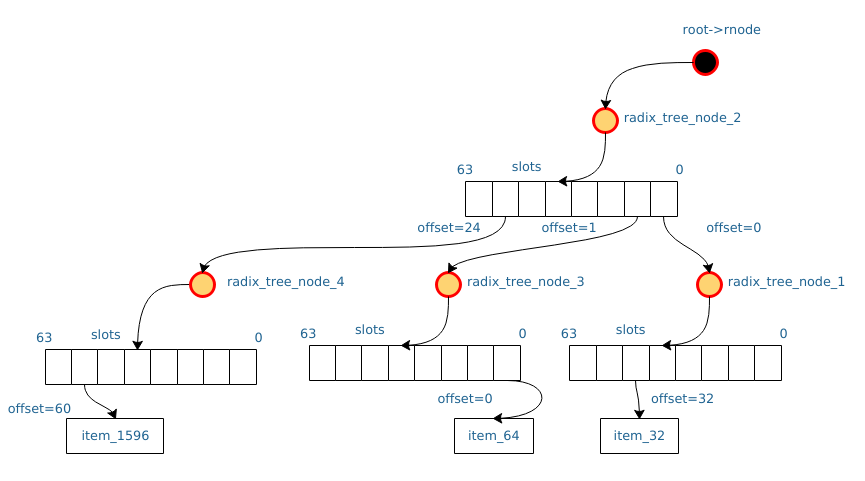 root->rnode
radix_tree_node_2
63
slots
0
offset=24
offset=1
offset=0
radix_tree_node_4
radix_tree_node_3
radix_tree_node_1
63
slots
0
63
slots
0
63
slots
0
offset=60
offset=0
offset=32
item_1596
item_64
item_32